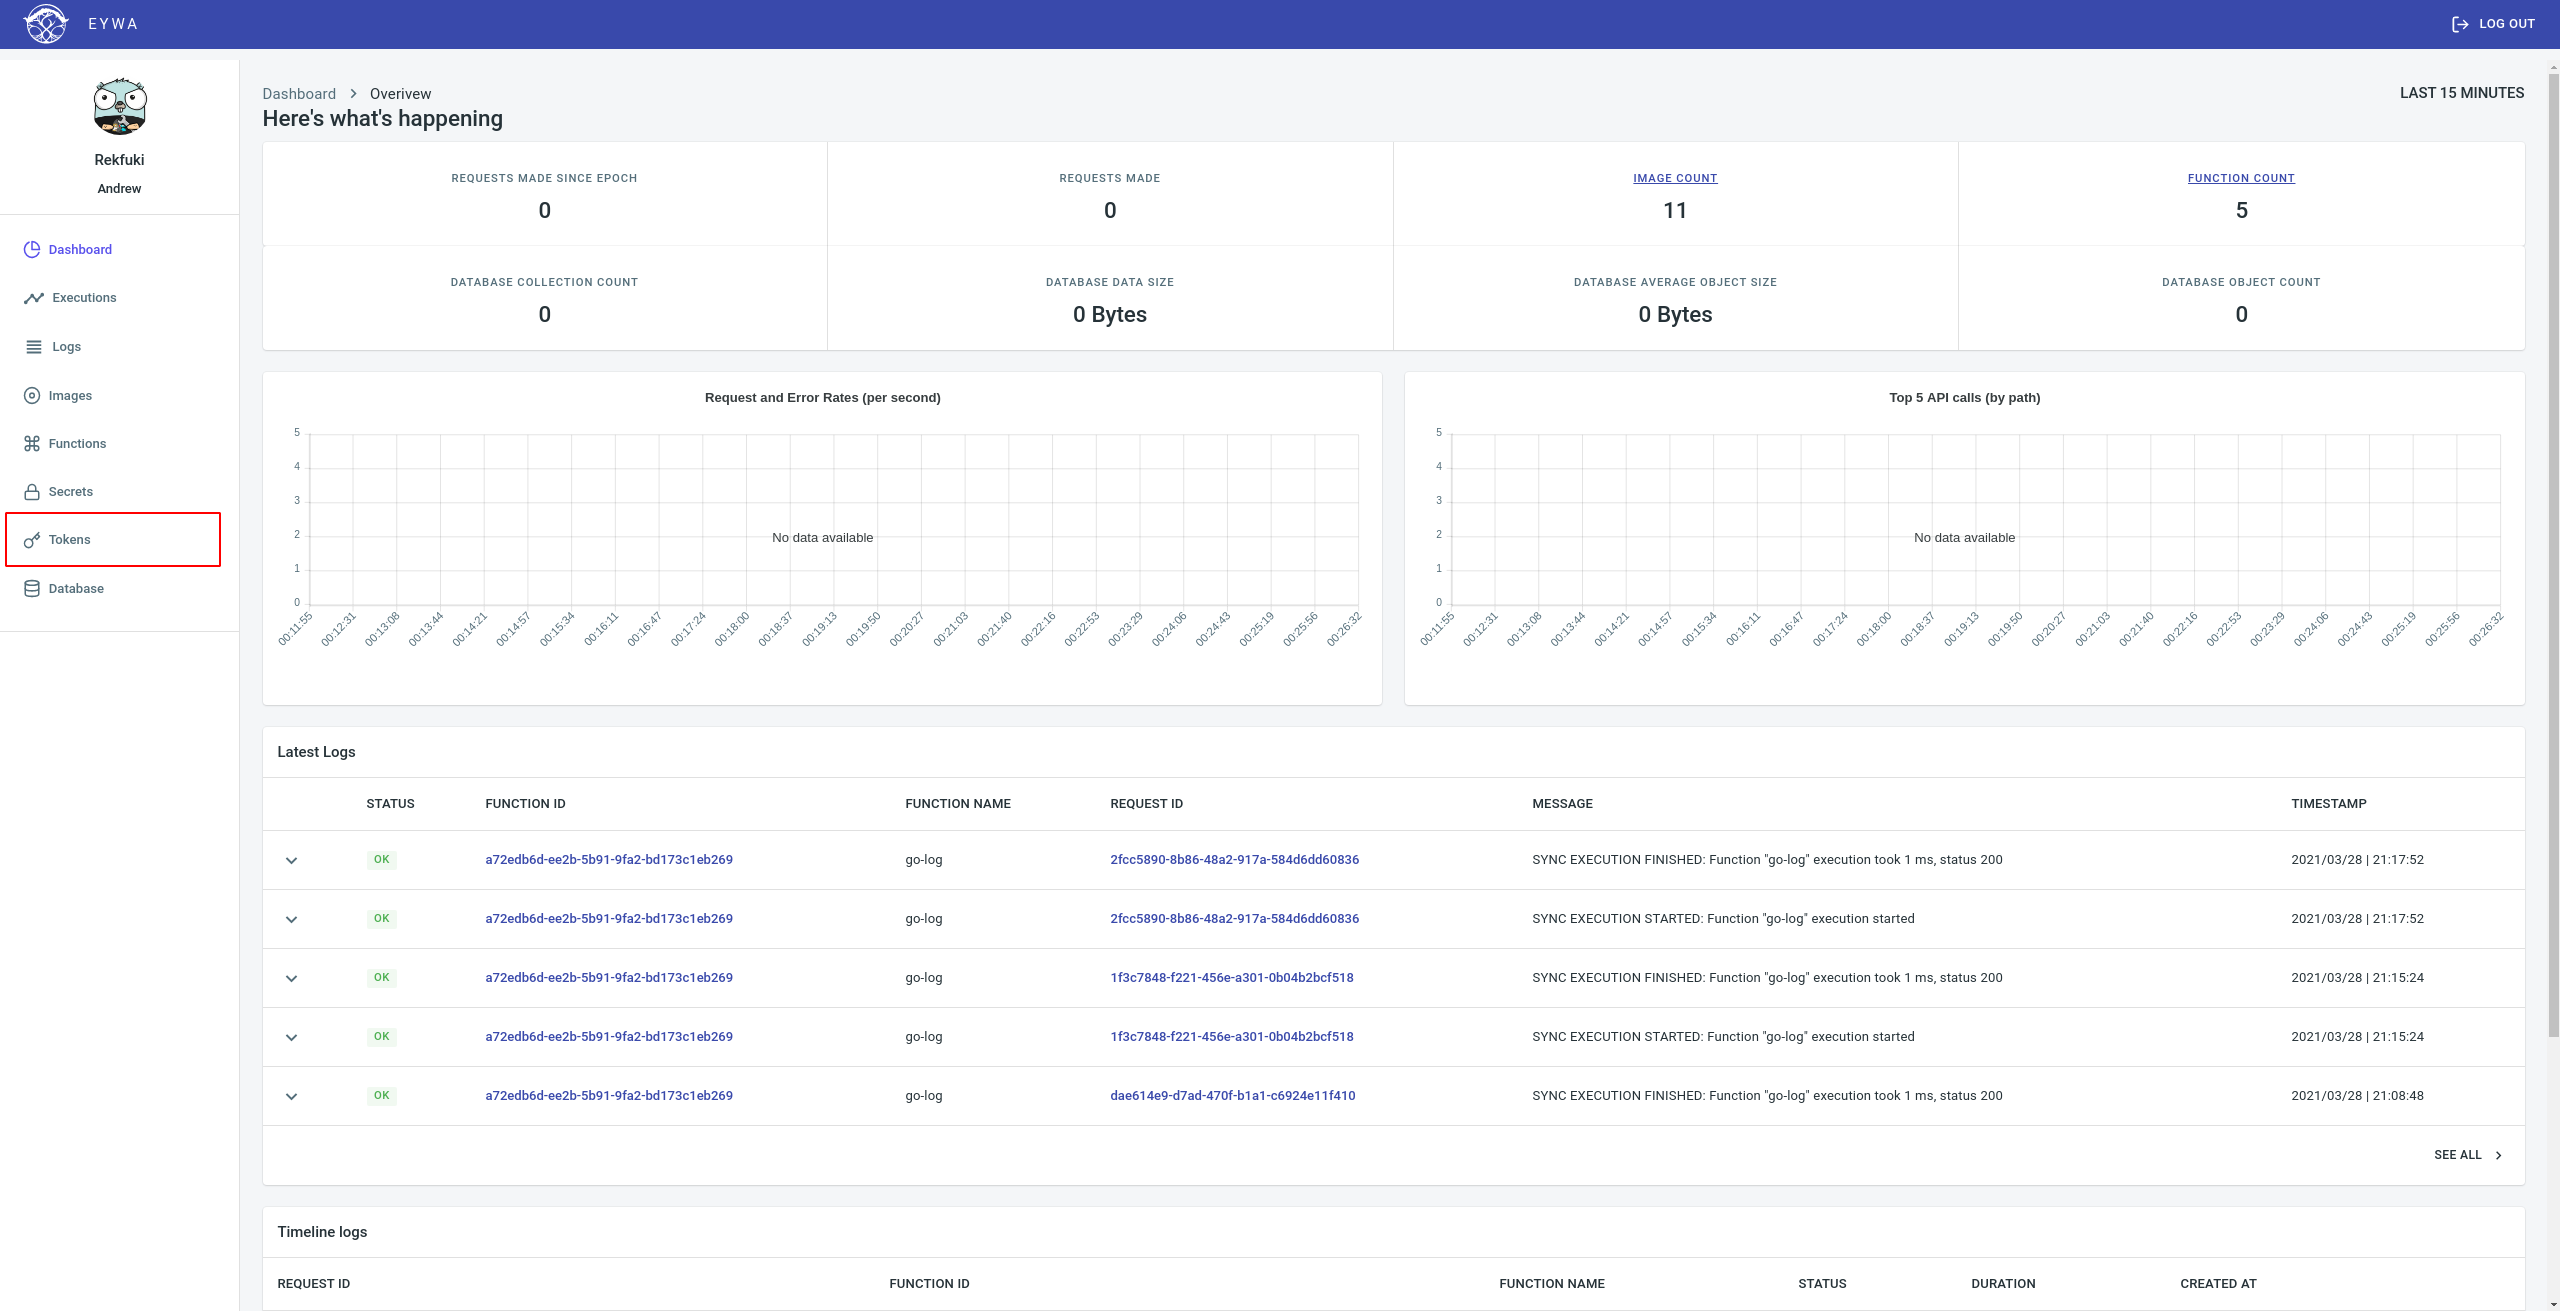 EYWA
LOG OUT
Rekfuki
Andrew
Dashboard
Executions
Logs
Images
Functions
Secrets
Tokens
Database
Dashboard > Overivew
LAST 15 MINUTES
Here's what's happening
REQUESTS MADE SINCE EPOCH
0
REQUESTS MADE
0
IMAGE COUNT
11
FUNCTION COUNT
5
DATABASE COLLECTION COUNT
0
DATABASE DATA SIZE
0 Bytes
DATABASE AVERAGE OBJECT SIZE
0 Bytes
DATABASE OBJECT COUNT
0
Request and Error Rates (per second)
5
4
3
2
1
0
No data available
00:11:55 00:12:31 00:13:08 00:13:44 00:14:21 00:14:57 00:15:34 00:16:11 00:16:47 00:17:24 00:18:00 00:18:37 00:19:13 00:19:50 00:20:27 00:21:03 00:21:40 00:22:16 00:22:53 00:23:29 00:24:06 00:24:43 00:25:19 00:25:56 00:26:32
Top 5 API calls (by path)
5
4
3
2
1
0
No data available
00:11:55 00:12:31 00:13:08 00:13:44 00:14:21 00:14:57 00:15:34 00:16:11 00:16:47 00:17:24 00:18:00 00:18:37 00:19:13 00:19:50 00:20:27 00:21:03 00:21:40 00:22:16 00:22:53 00:23:29 00:24:06 00:24:43 00:25:19 00:25:56 00:26:32
Latest Logs
STATUS FUNCTION ID FUNCTION NAME REQUEST ID MESSAGE TIMESTAMP
OK a72edb6d-ee2b-5b91-9fa2-bd173c1eb269 go-log 2fcc5890-8b86-48a2-917a-584d6dd60836 SYNC EXECUTION FINISHED: Function "go-log" execution took 1 ms, status 200 2021/03/28 | 21:17:52
OK a72edb6d-ee2b-5b91-9fa2-bd173c1eb269 go-log 2fcc5890-8b86-48a2-917a-584d6dd60836 SYNC EXECUTION STARTED: Function "go-log" execution started 2021/03/28 | 21:17:52
OK a72edb6d-ee2b-5b91-9fa2-bd173c1eb269 go-log 1f3c7848-f221-456e-a301-0b04b2bcf518 SYNC EXECUTION FINISHED: Function "go-log" execution took 1 ms, status 200 2021/03/28 | 21:15:24
OK a72edb6d-ee2b-5b91-9fa2-bd173c1eb269 go-log 1f3c7848-f221-456e-a301-0b04b2bcf518 SYNC EXECUTION STARTED: Function "go-log" execution started 2021/03/28 | 21:15:24
OK a72edb6d-ee2b-5b91-9fa2-bd173c1eb269 go-log dae614e9-d7ad-470f-b1a1-c6924e11f410 SYNC EXECUTION FINISHED: Function "go-log" execution took 1 ms, status 200 2021/03/28 | 21:08:48
SEE ALL >
Timeline logs
REQUEST ID FUNCTION ID FUNCTION NAME STATUS DURATION CREATED AT